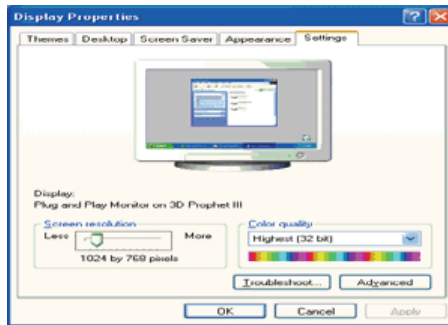 Display Properties
Themes Desktop Screen Saver Appearance Settings
Display:
Plug and Play Monitor on 3D Prophet III
Screen resolution
Less More
1024 by 768 pixels
Color quality
Highest (32 bit)
Troubleshoot... Advanced
OK Cancel Apply